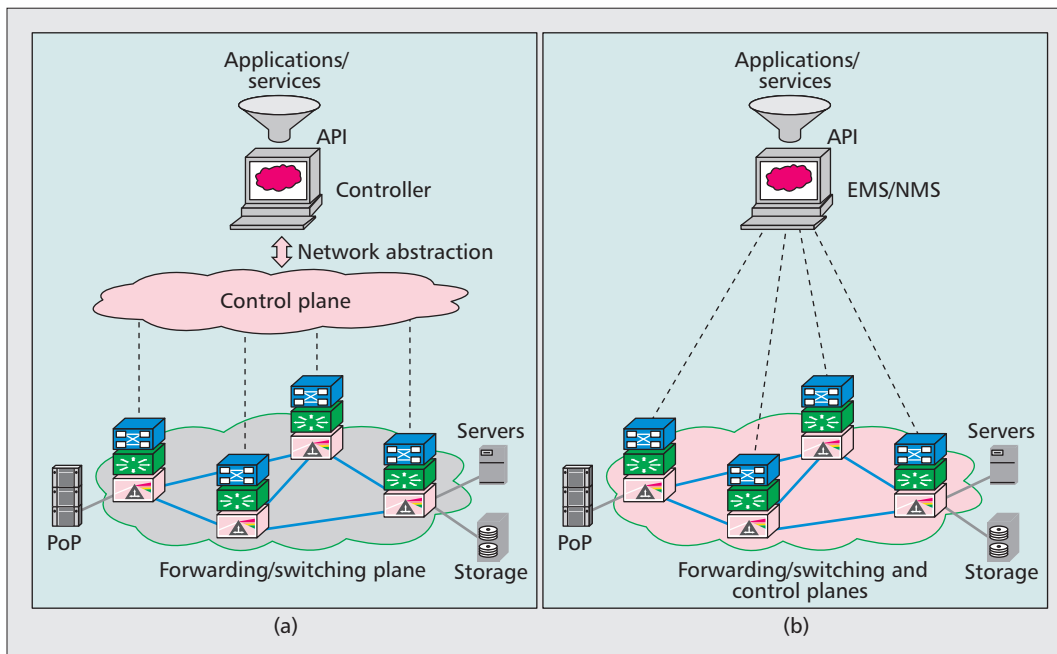 Applications/
services
API
Controller
Network abstraction
Control plane
Servers
PoP
Storage
Forwarding/switching plane
(a)
Applications/
services
API
EMS/NMS
Servers
PoP
Storage
Forwarding/switching and
control planes
(b)